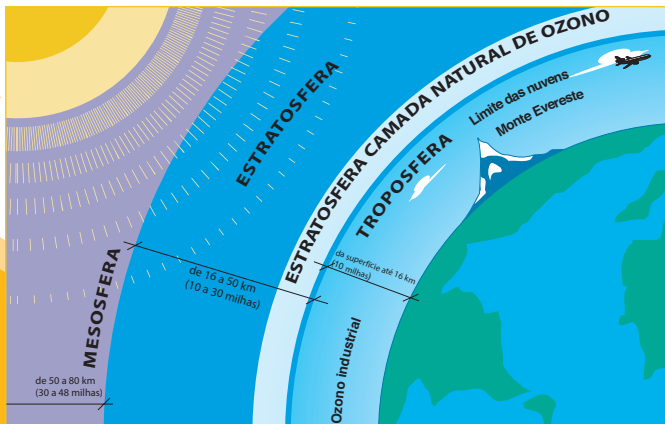 ESTRATOSFERA
ESTRATOSFERA CAMADA NATURAL DE OZONO
TROPOSFERA
Limite das nuvens
Monte Evereste
da superfície até 16 km
(10 milhas)
de 16 a 50 km
(10 a 30 milhas)
MESOSFERA
de 50 a 80 km
(30 a 48 milhas)
Ozono industrial